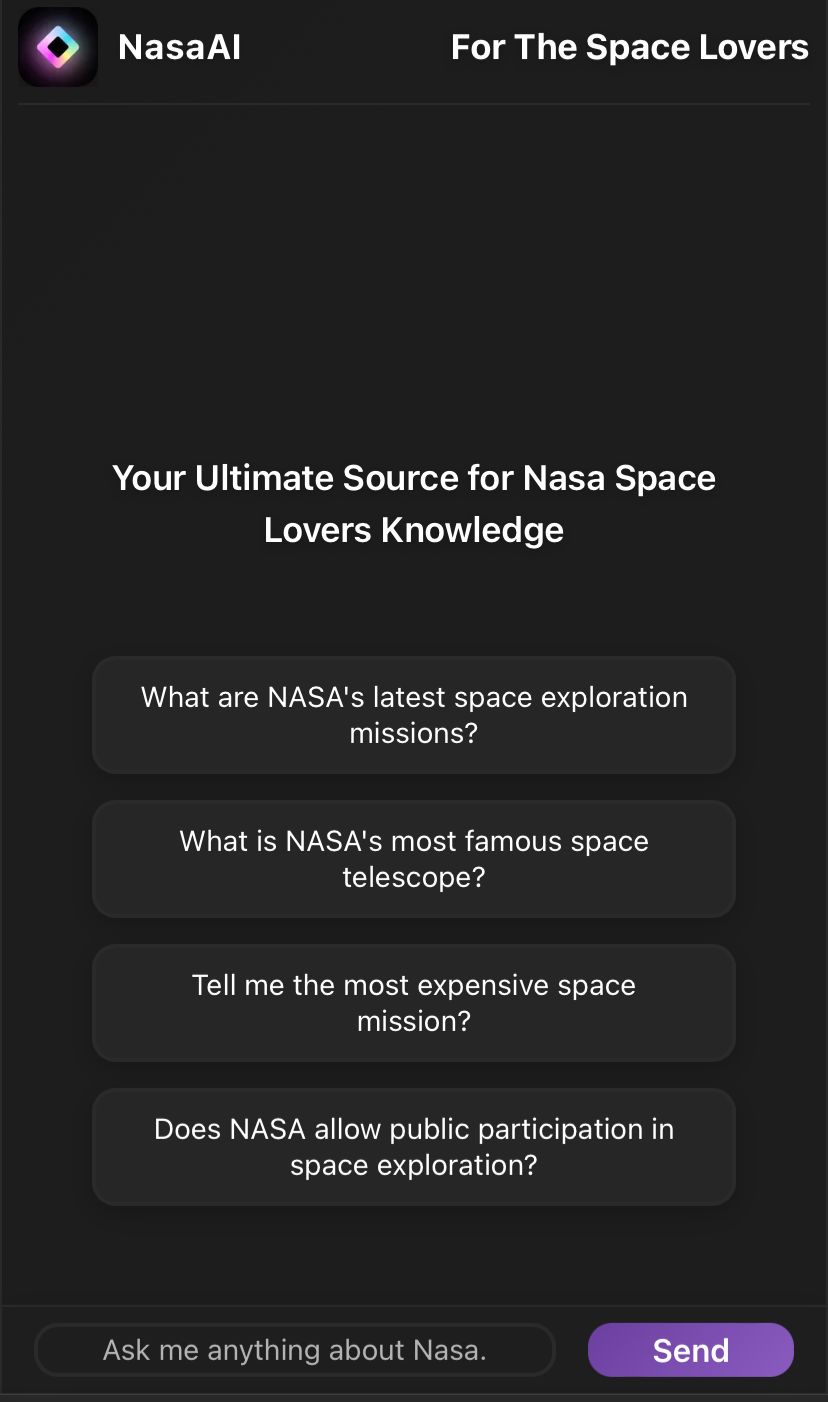 NasaAI
For The Space Lovers
Your Ultimate Source for Nasa Space
Lovers Knowledge
What are NASA's latest space exploration
missions?
What is NASA's most famous space
telescope?
Tell me the most expensive space
mission?
Does NASA allow public participation in
space exploration?
Ask me anything about Nasa.
Send